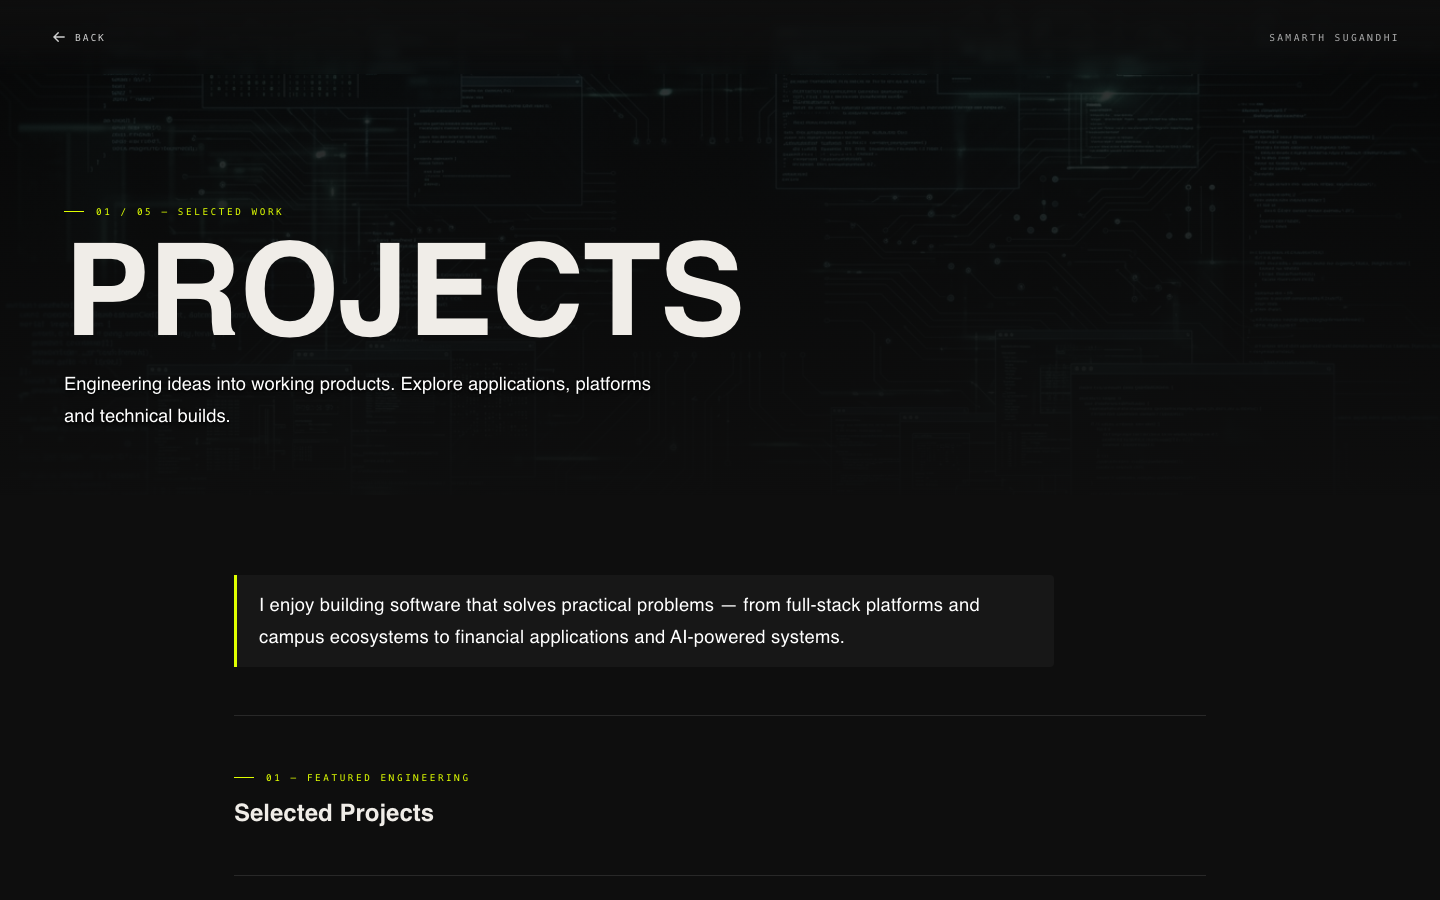 BACK
SAMARTH SUGANDHI
01 / 05 — SELECTED WORK
PROJECTS
Engineering ideas into working products. Explore applications, platforms
and technical builds.
I enjoy building software that solves practical problems — from full-stack platforms and
campus ecosystems to financial applications and AI-powered systems.
01 — FEATURED ENGINEERING
Selected Projects